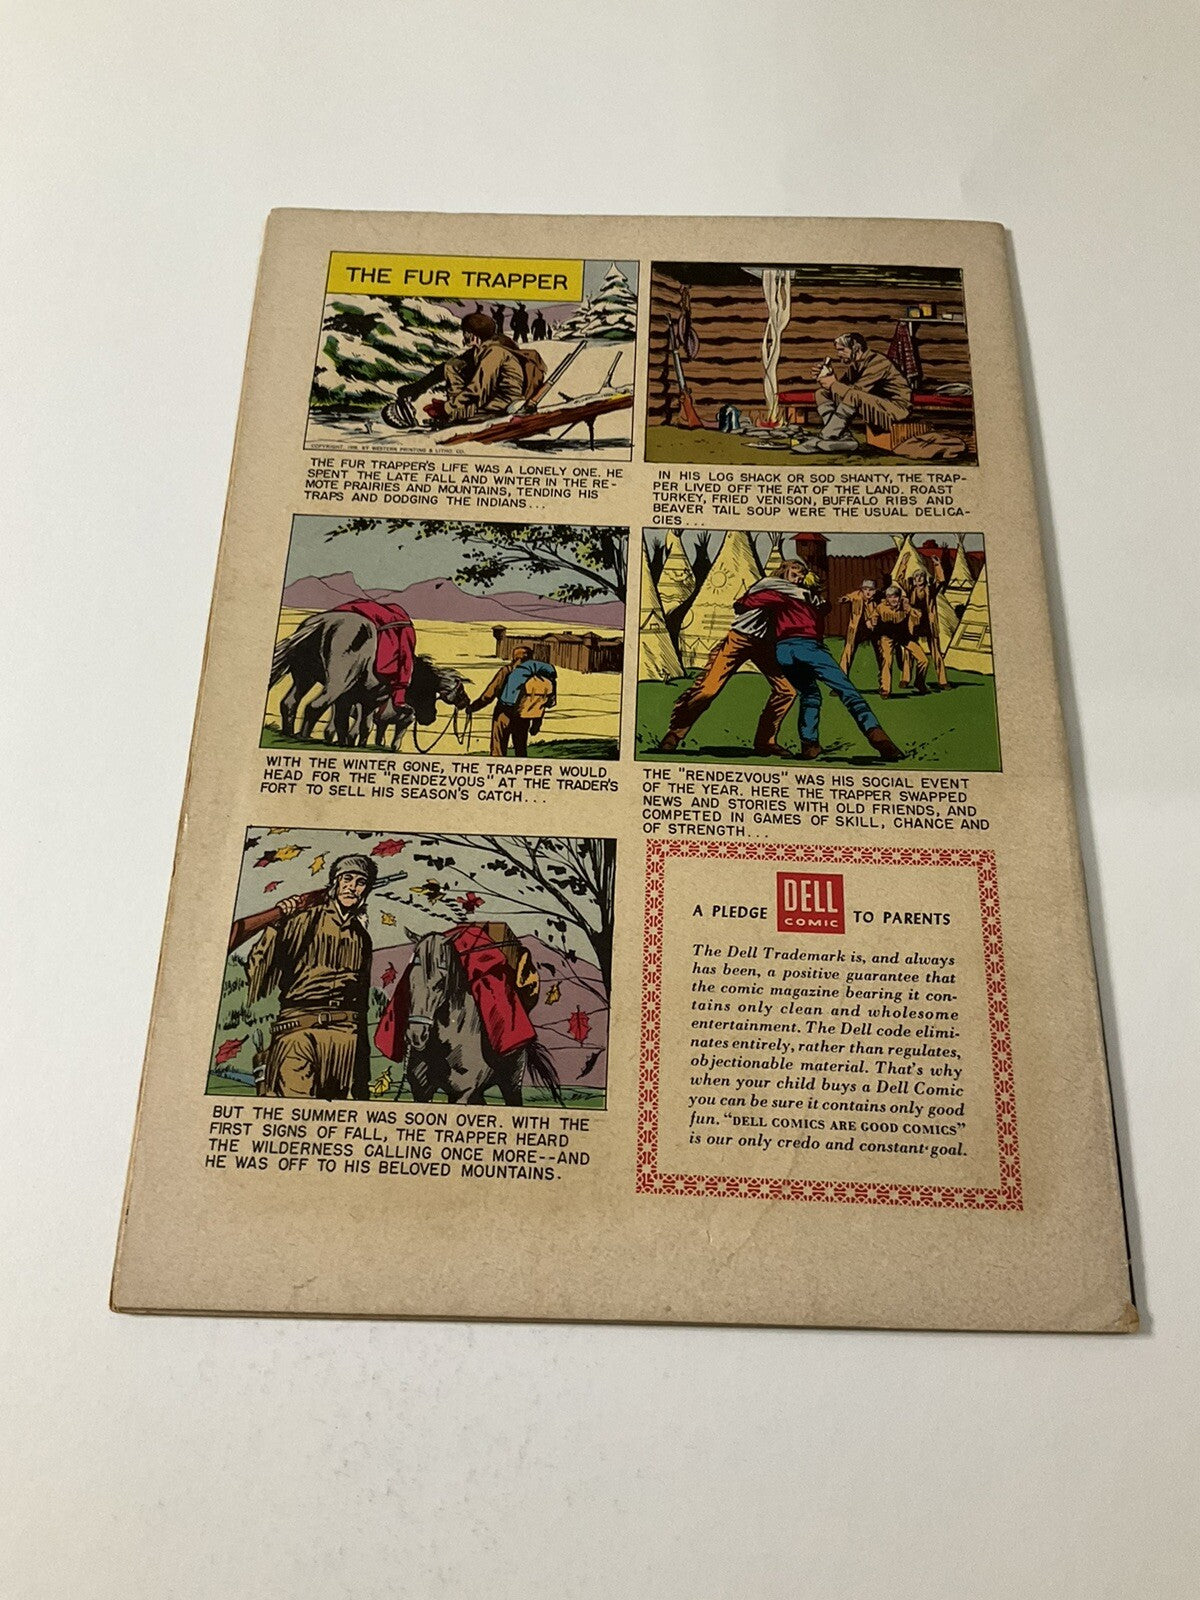 THE FUR TRAPPER
THE FUR TRAPPER'S LIFE WAS A LONELY ONE. HE
SPENT THE LATE FALL AND WINTER IN THE RE-
MOTE PRAIRIES AND MOUNTAINS, TENDING HIS
TRAPS AND DODGING THE INDIANS...
IN HIS LOG SHACK OR SOD SHANTY, THE TRAP-
PER LIVED OFF THE FAT OF THE LAND. ROAST
TURKEY, FRIED VENISON, BUFFALO RIBS AND
BEAVER TAIL SOUP WERE THE USUAL DELICA-
CIES...
WITH THE WINTER GONE, THE TRAPPER WOULD
HEAD FOR THE "RENDEZVOUS" AT THE TRADER'S
FORT TO SELL HIS SEASON'S CATCH...
THE "RENDEZVOUS" WAS HIS SOCIAL EVENT
OF THE YEAR. HERE THE TRAPPER SWAPPED
NEWS AND STORIES WITH OLD FRIENDS, AND
COMPETED IN GAMES OF SKILL, CHANCE AND
OF STRENGTH...
BUT THE SUMMER WAS SOON OVER. WITH THE
FIRST SIGNS OF FALL, THE TRAPPER HEARD
THE WILDERNESS CALLING ONCE MORE--AND
HE WAS OFF TO HIS BELOVED MOUNTAINS.
A PLEDGE DELL COMIC TO PARENTS
The Dell Trademark is, and always
has been, a positive guarantee that
the comic magazine bearing it con-
tains only clean and wholesome
entertainment. The Dell code elimi-
nates entirely, rather than regulates,
objectionable material. That's why
when your child buys a Dell Comic
you can be sure it contains only good
fun. "DELL COMICS ARE GOOD COMICS"
is our only credo and constant goal.